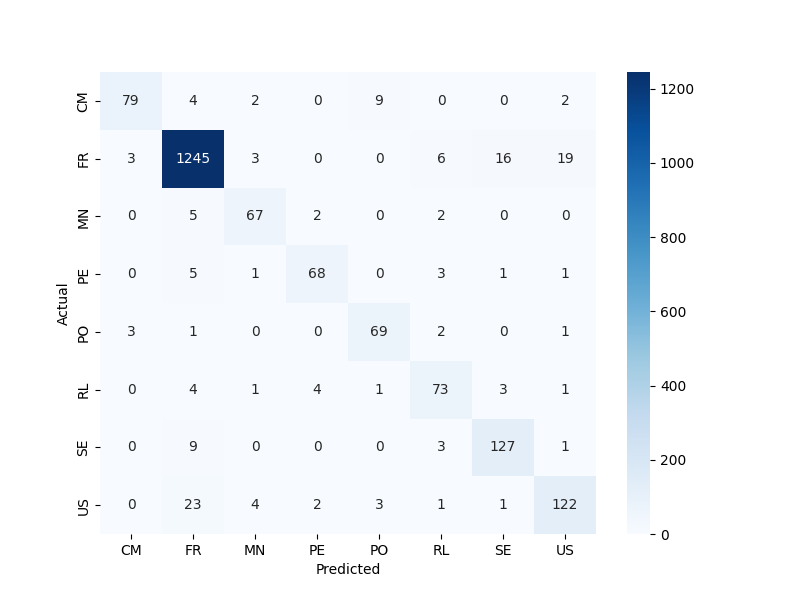 CM 79 4 2 0 9 0 0 2
FR 3 1245 3 0 0 6 16 19
MN 0 5 67 2 0 2 0 0
PE 0 5 1 68 0 3 1 1
PO 3 1 0 0 69 2 0 1
RL 0 4 1 4 1 73 3 1
SE 0 9 0 0 0 3 127 1
US 0 23 4 2 3 1 1 122
CM FR MN PE PO RL SE US
Predicted
Actual
1200
1000
800
600
400
200
0